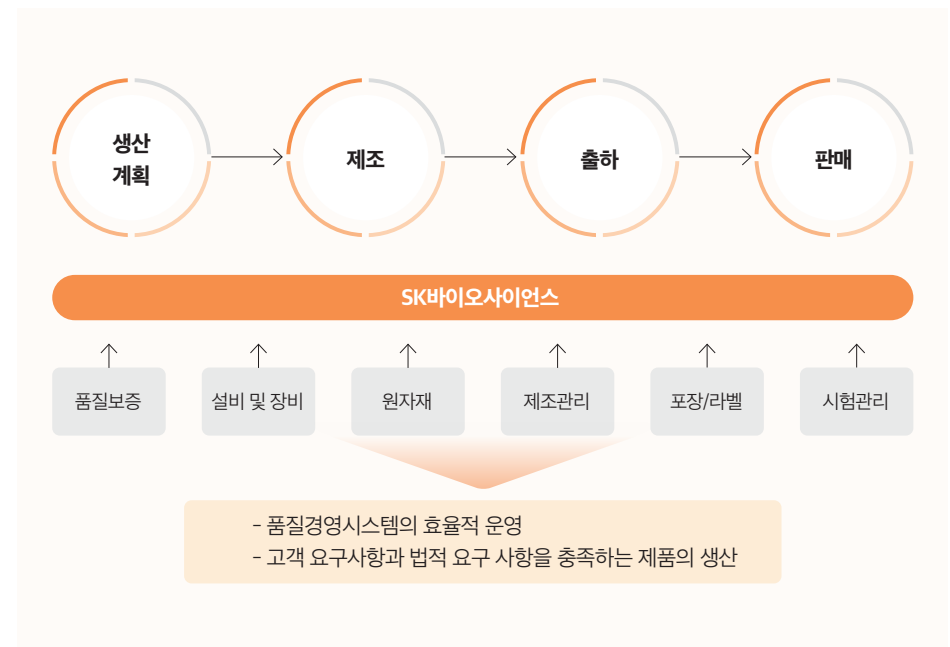 생산
계획
제조
출하
판매
SK바이오사이언스
품질보증
설비 및 장비
원자재
제조관리
포장/라벨
시험관리
- 품질경영시스템의 효율적 운영
- 고객 요구사항과 법적 요구 사항을 충족하는 제품의 생산